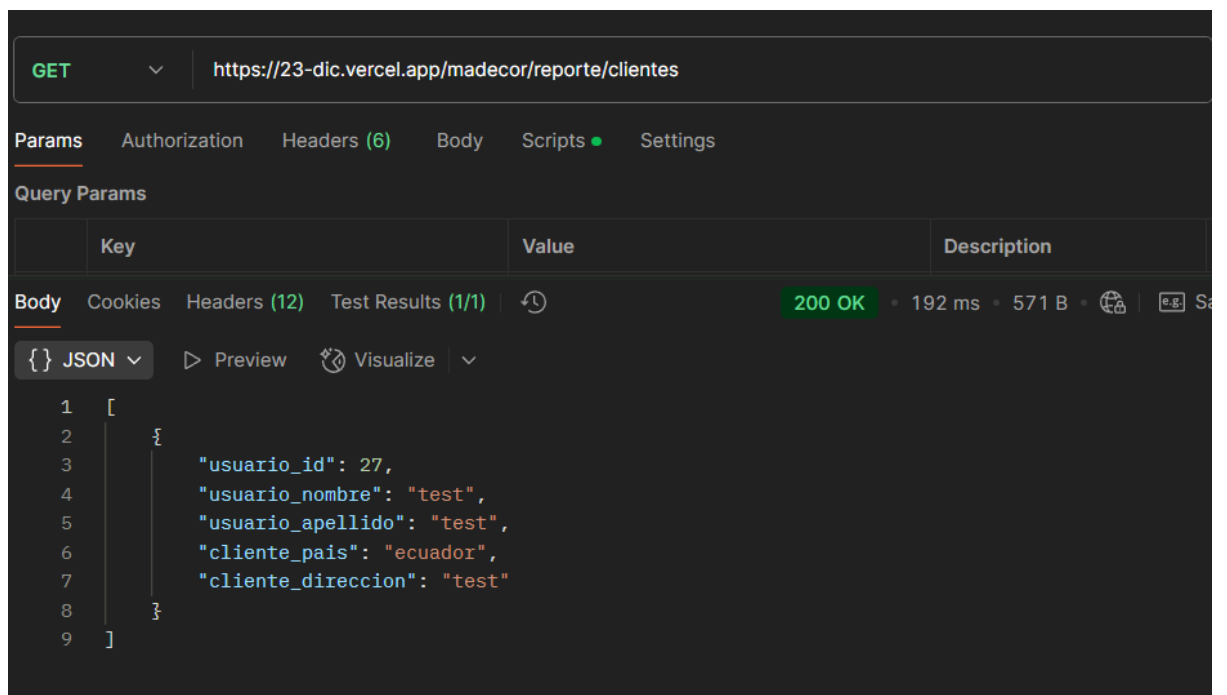 GET https://23-dic.vercel.app/madecor/reporte/clientes
Params Authorization Headers (6) Body Scripts Settings
Query Params
Key Value Description
Body Cookies Headers (12) Test Results (1/1) 200 OK • 192 ms • 571 B • e.g. Sa
{} JSON Preview Visualize
1 [
2 {
3 "usuario_id": 27,
4 "usuario_nombre": "test",
5 "usuario_apellido": "test",
6 "cliente_pais": "ecuador",
7 "cliente_direccion": "test"
8 }
9 ]